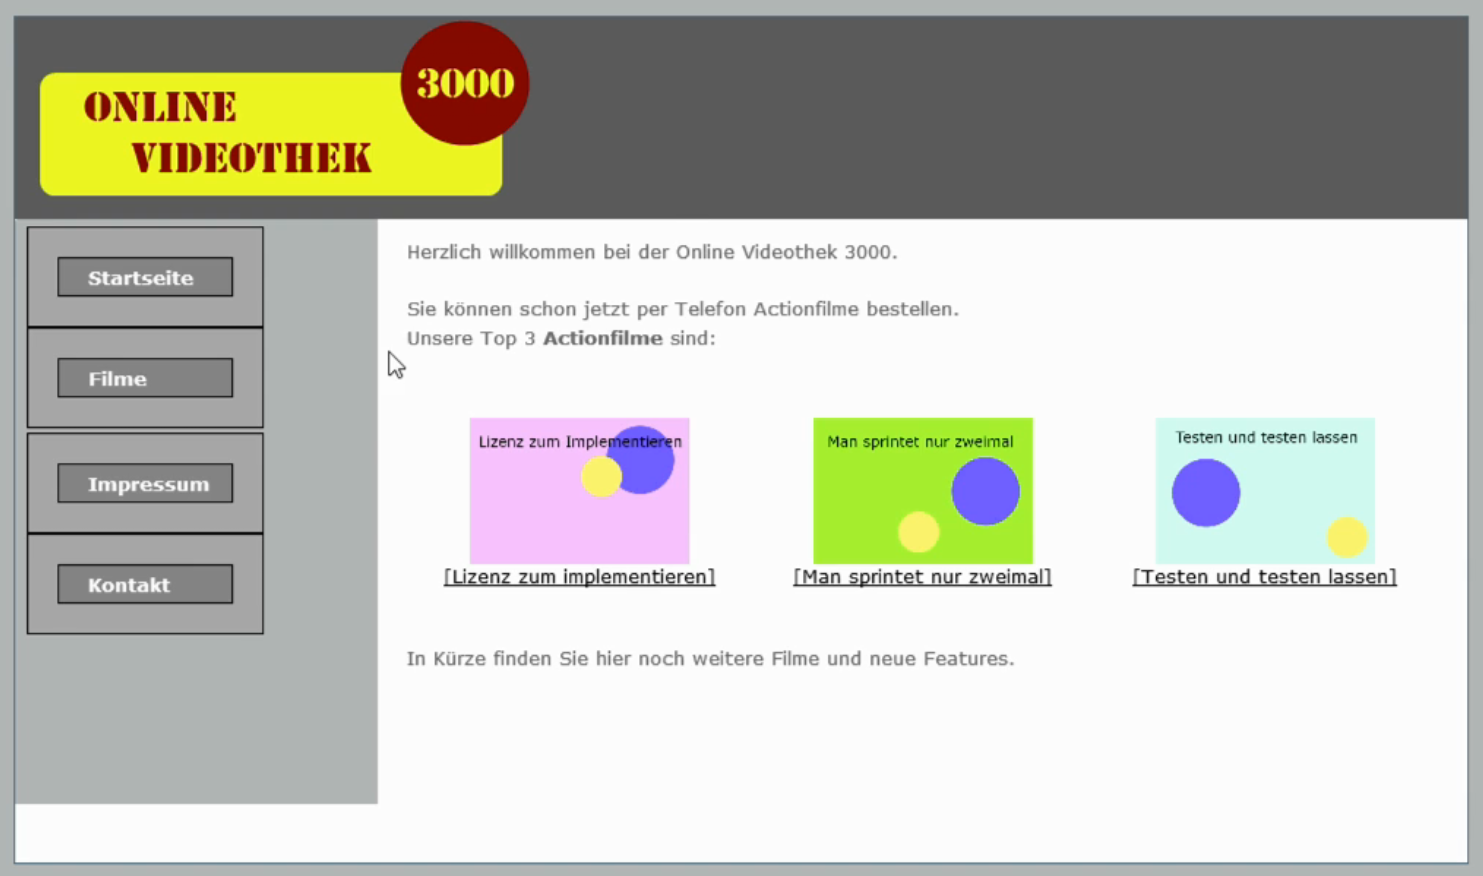 ONLINE
VIDEOTHEK
3000
Startseite
Filme
Impressum
Kontakt
Herzlich willkommen bei der Online Videothek 3000.
Sie können schon jetzt per Telefon Actionfilme bestellen.
Unsere Top 3 Actionfilme sind:
Lizenz zum Implementieren
Man sprintet nur zweimal
Testen und testen lassen
[Lizenz zum implementieren]
[Man sprintet nur zweimal]
[Testen und testen lassen]
In Kürze finden Sie hier noch weitere Filme und neue Features.